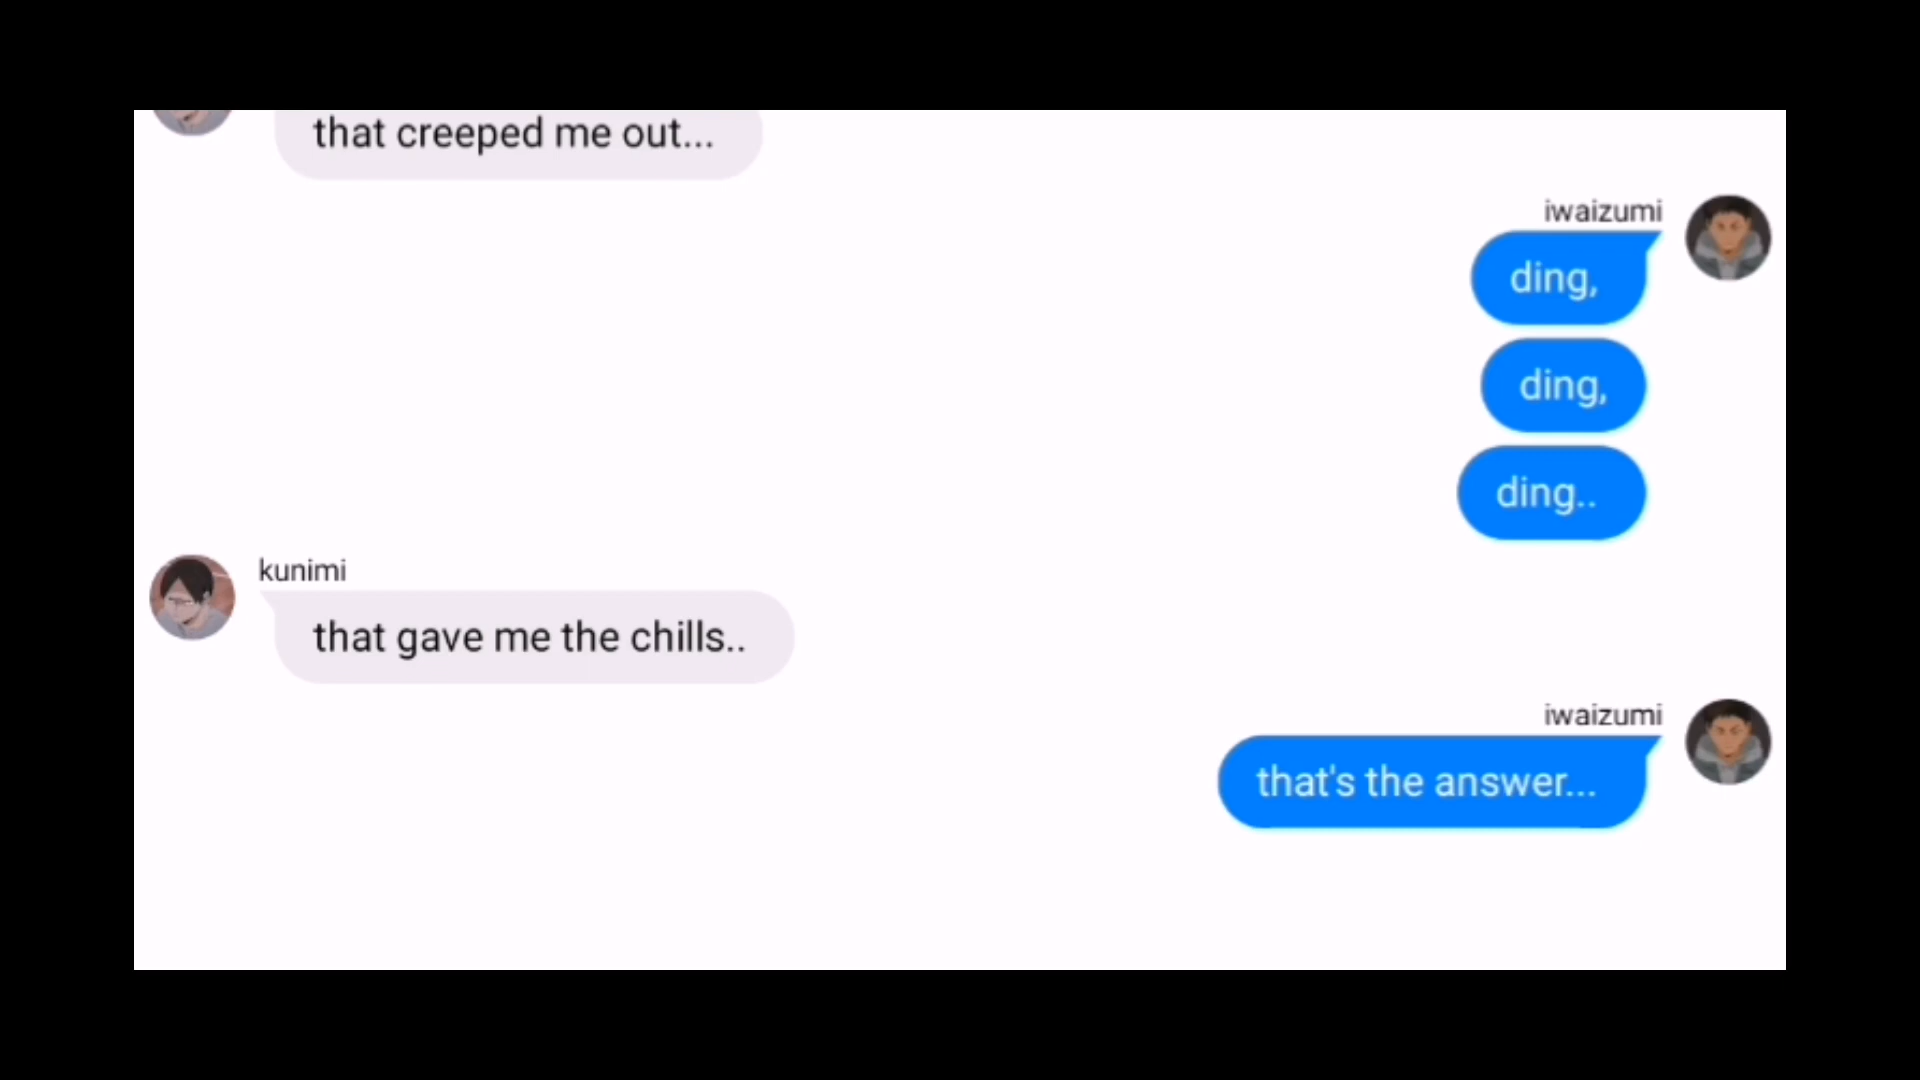 that creeped me out...
iwaizumi
ding,
ding,
ding..
kunimi
that gave me the chills..
iwaizumi
that's the answer...